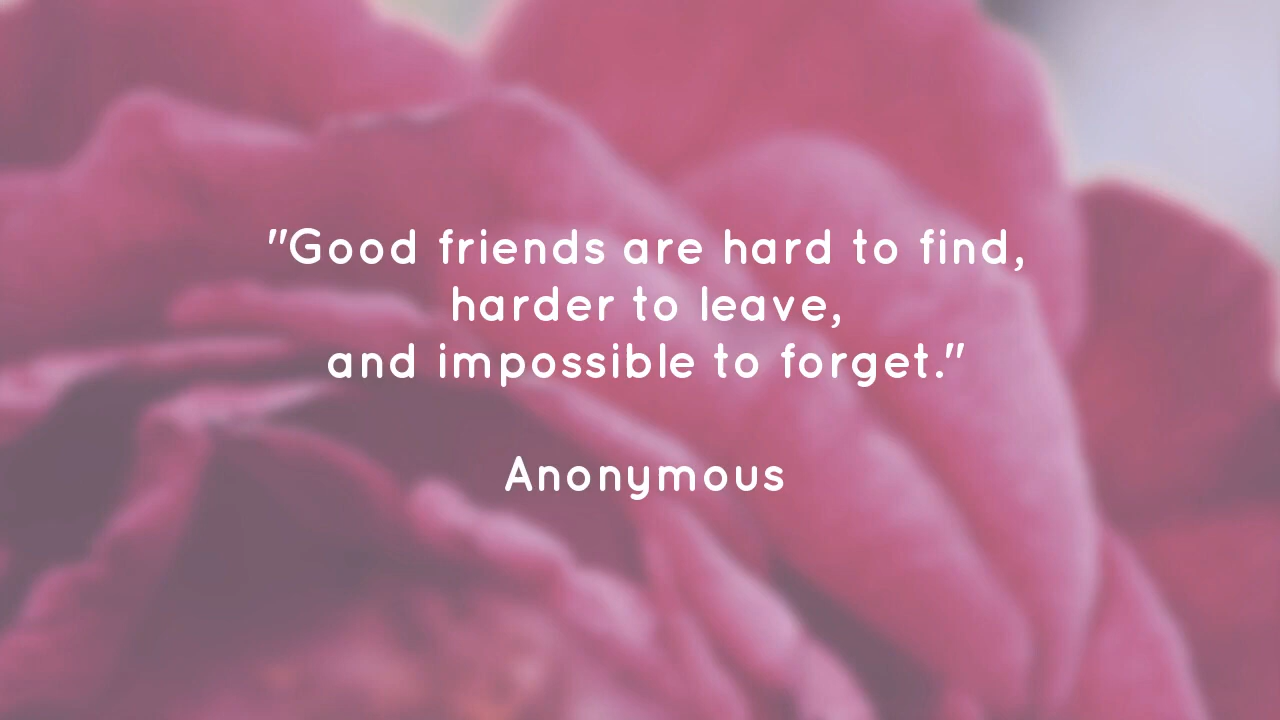 "Good friends are hard to find,
harder to leave,
and impossible to forget."
Anonymous